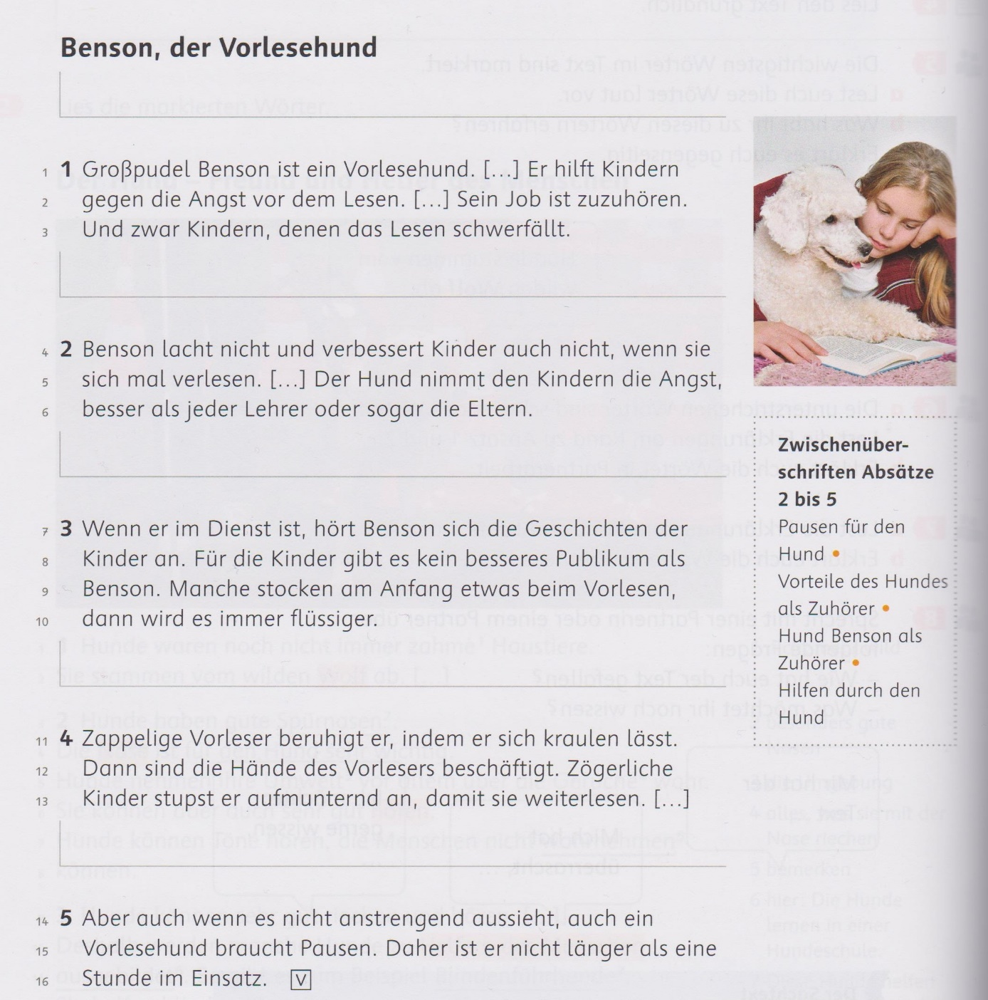 Benson, der Vorlesehund
1 1 Großpudel Benson ist ein Vorlesehund. [...] Er hilft Kindern
2 gegen die Angst vor dem Lesen. [...] Sein Job ist zuzuhören.
3 Und zwar Kindern, denen das Lesen schwerfällt.
4 2 Benson lacht nicht und verbessert Kinder auch nicht, wenn sie
5 sich mal verlesen. [...] Der Hund nimmt den Kindern die Angst,
6 besser als jeder Lehrer oder sogar die Eltern.
7 3 Wenn er im Dienst ist, hört Benson sich die Geschichten der
8 Kinder an. Für die Kinder gibt es kein besseres Publikum als
9 Benson. Manche stocken am Anfang etwas beim Vorlesen,
10 dann wird es immer flüssiger.
11 4 Zappelige Vorleser beruhigt er, indem er sich kraulen lässt.
12 Dann sind die Hände des Vorlesers beschäftigt. Zögerliche
13 Kinder stupst er aufmunternd an, damit sie weiterlesen. [...]
14 5 Aber auch wenn es nicht anstrengend aussieht, auch ein
15 Vorlesehund braucht Pausen. Daher ist er nicht länger als eine
16 Stunde im Einsatz. V
Zwischenüber-
schriften Absätze
2 bis 5
Pausen für den
Hund •
Vorteile des Hundes
als Zuhörer •
Hund Benson als
Zuhörer •
Hilfen durch den
Hund